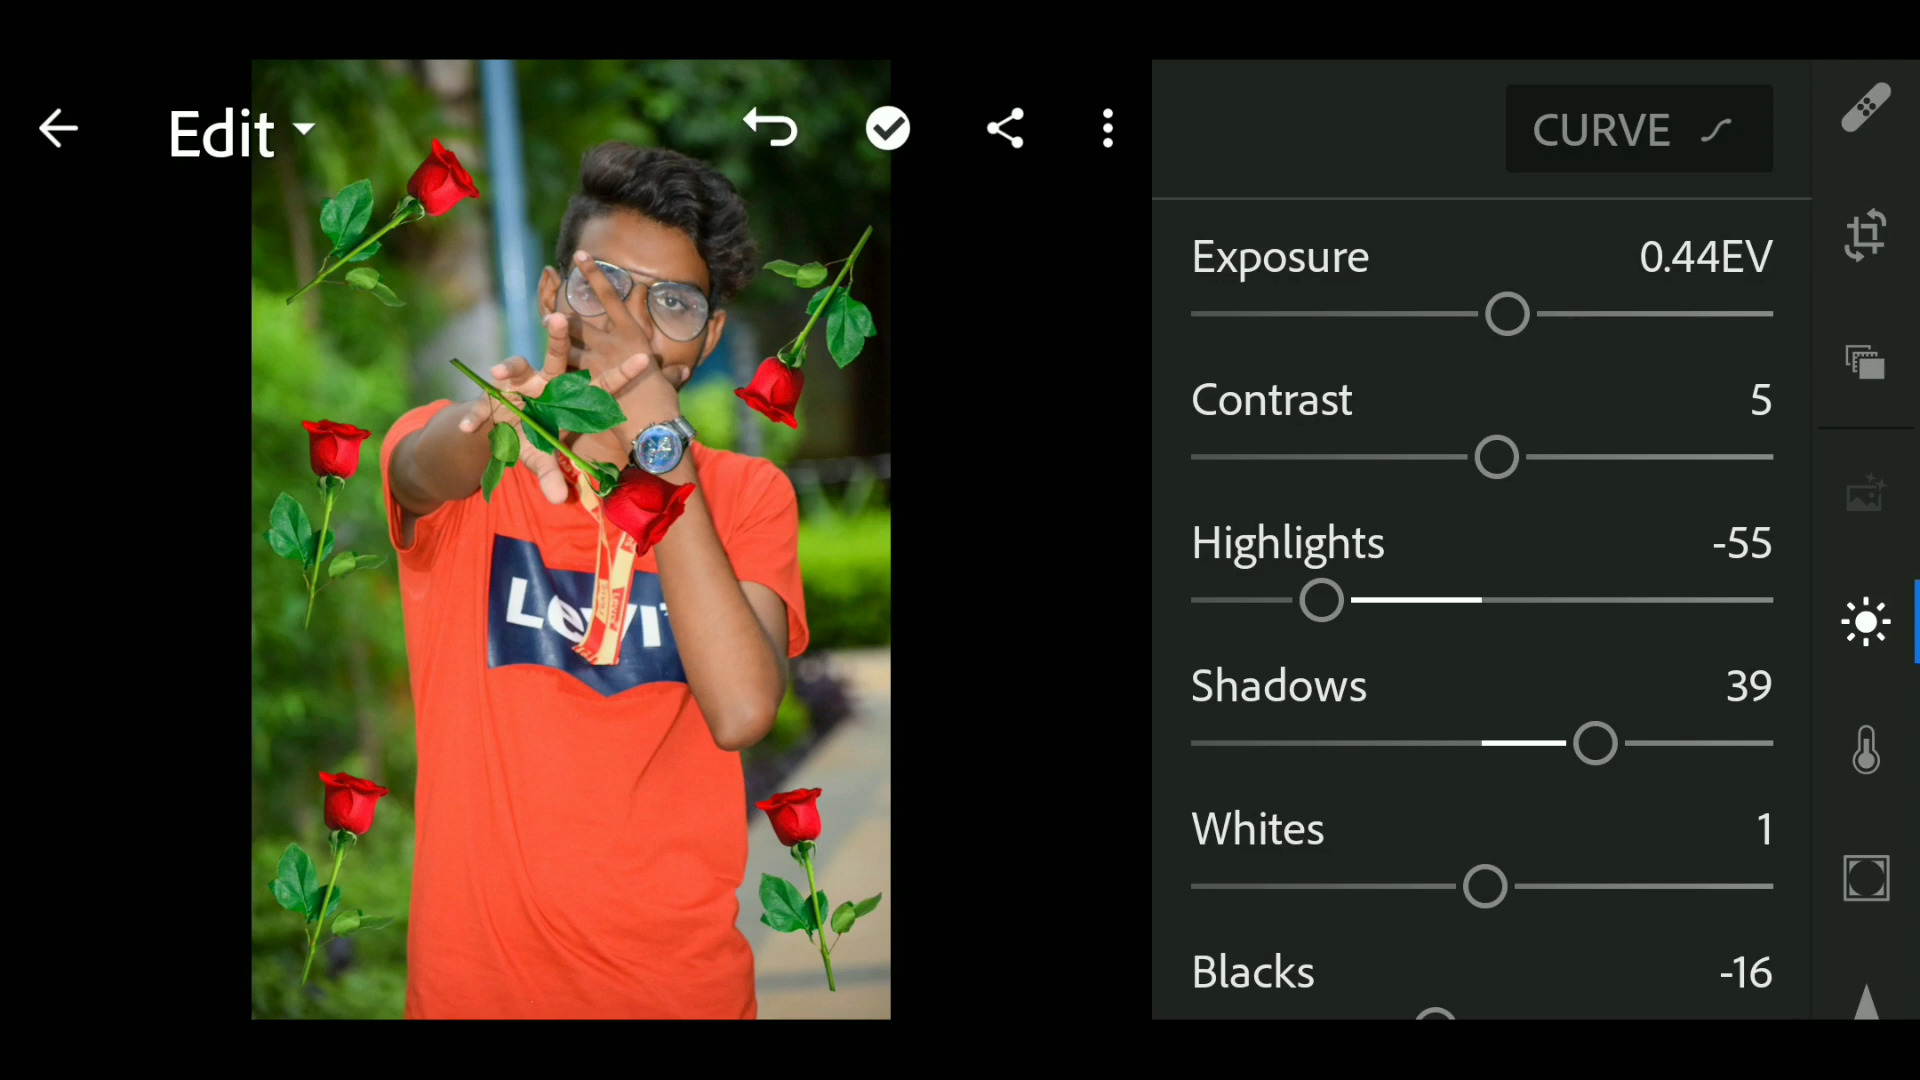 Edit
CURVE
Exposure 0.44EV
Contrast 5
Highlights -55
Shadows 39
Whites 1
Blacks -16